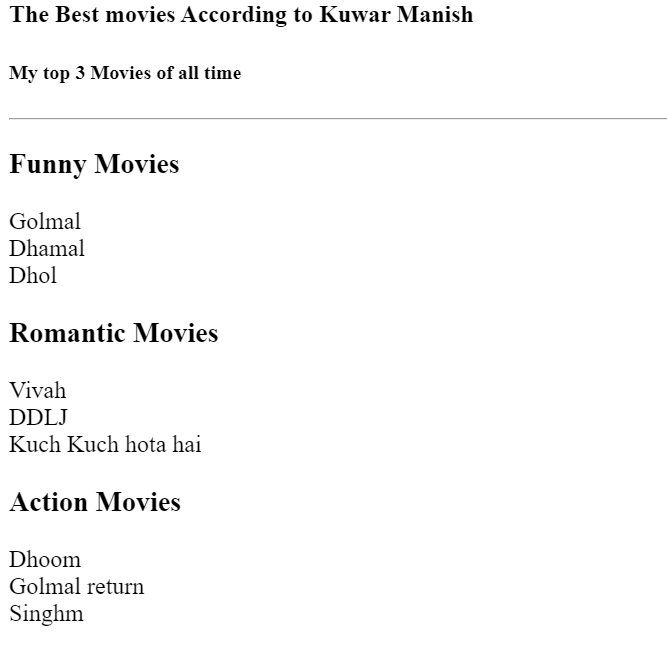 The Best movies According to Kuwar Manish
My top 3 Movies of all time
Funny Movies
Golmal
Dhamal
Dhol
Romantic Movies
Vivah
DDLJ
Kuch Kuch hota hai
Action Movies
Dhoom
Golmal return
Singhm